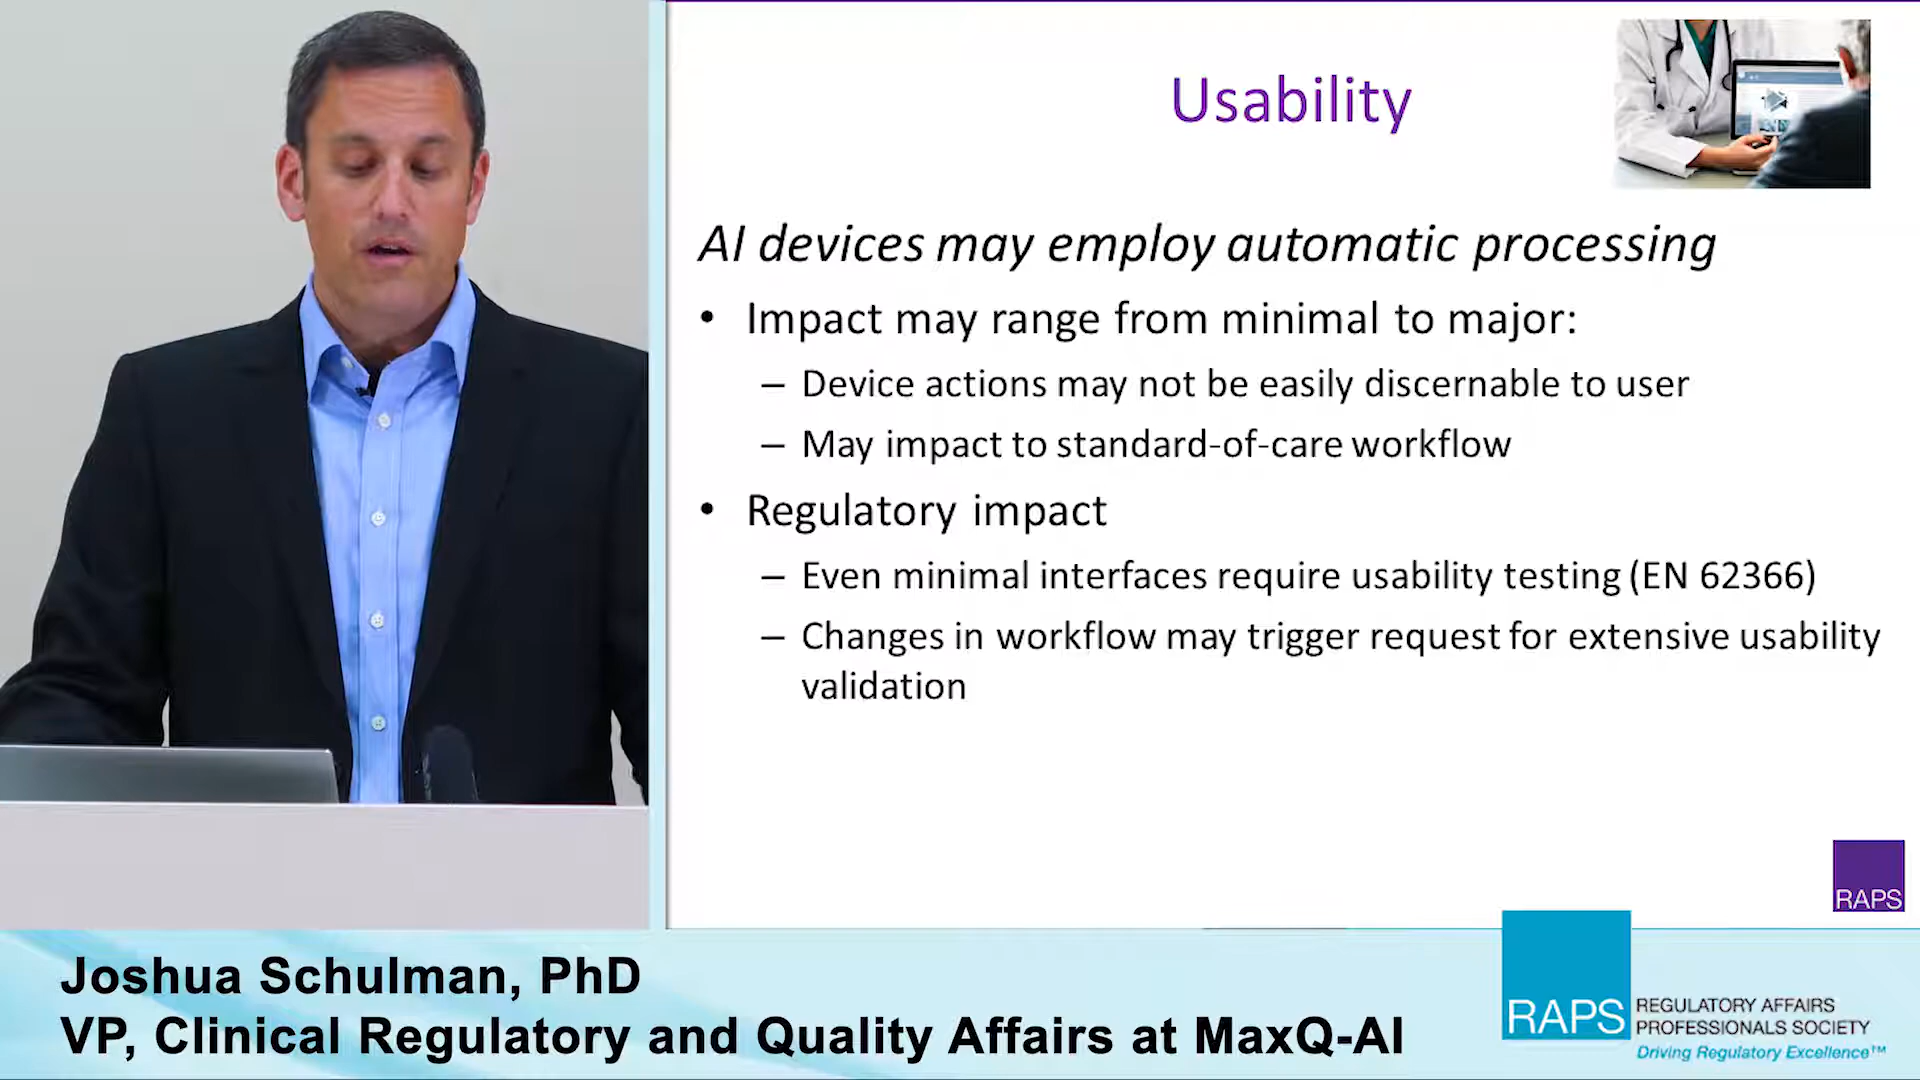 Usability
AI devices may employ automatic processing
• Impact may range from minimal to major:
– Device actions may not be easily discernable to user
– May impact to standard-of-care workflow
• Regulatory impact
– Even minimal interfaces require usability testing (EN 62366)
– Changes in workflow may trigger request for extensive usability
validation
RAPS
Joshua Schulman, PhD
VP, Clinical Regulatory and Quality Affairs at MaxQ-AI
RAPS
REGULATORY AFFAIRS
PROFESSIONALS SOCIETY
Driving Regulatory Excellence™